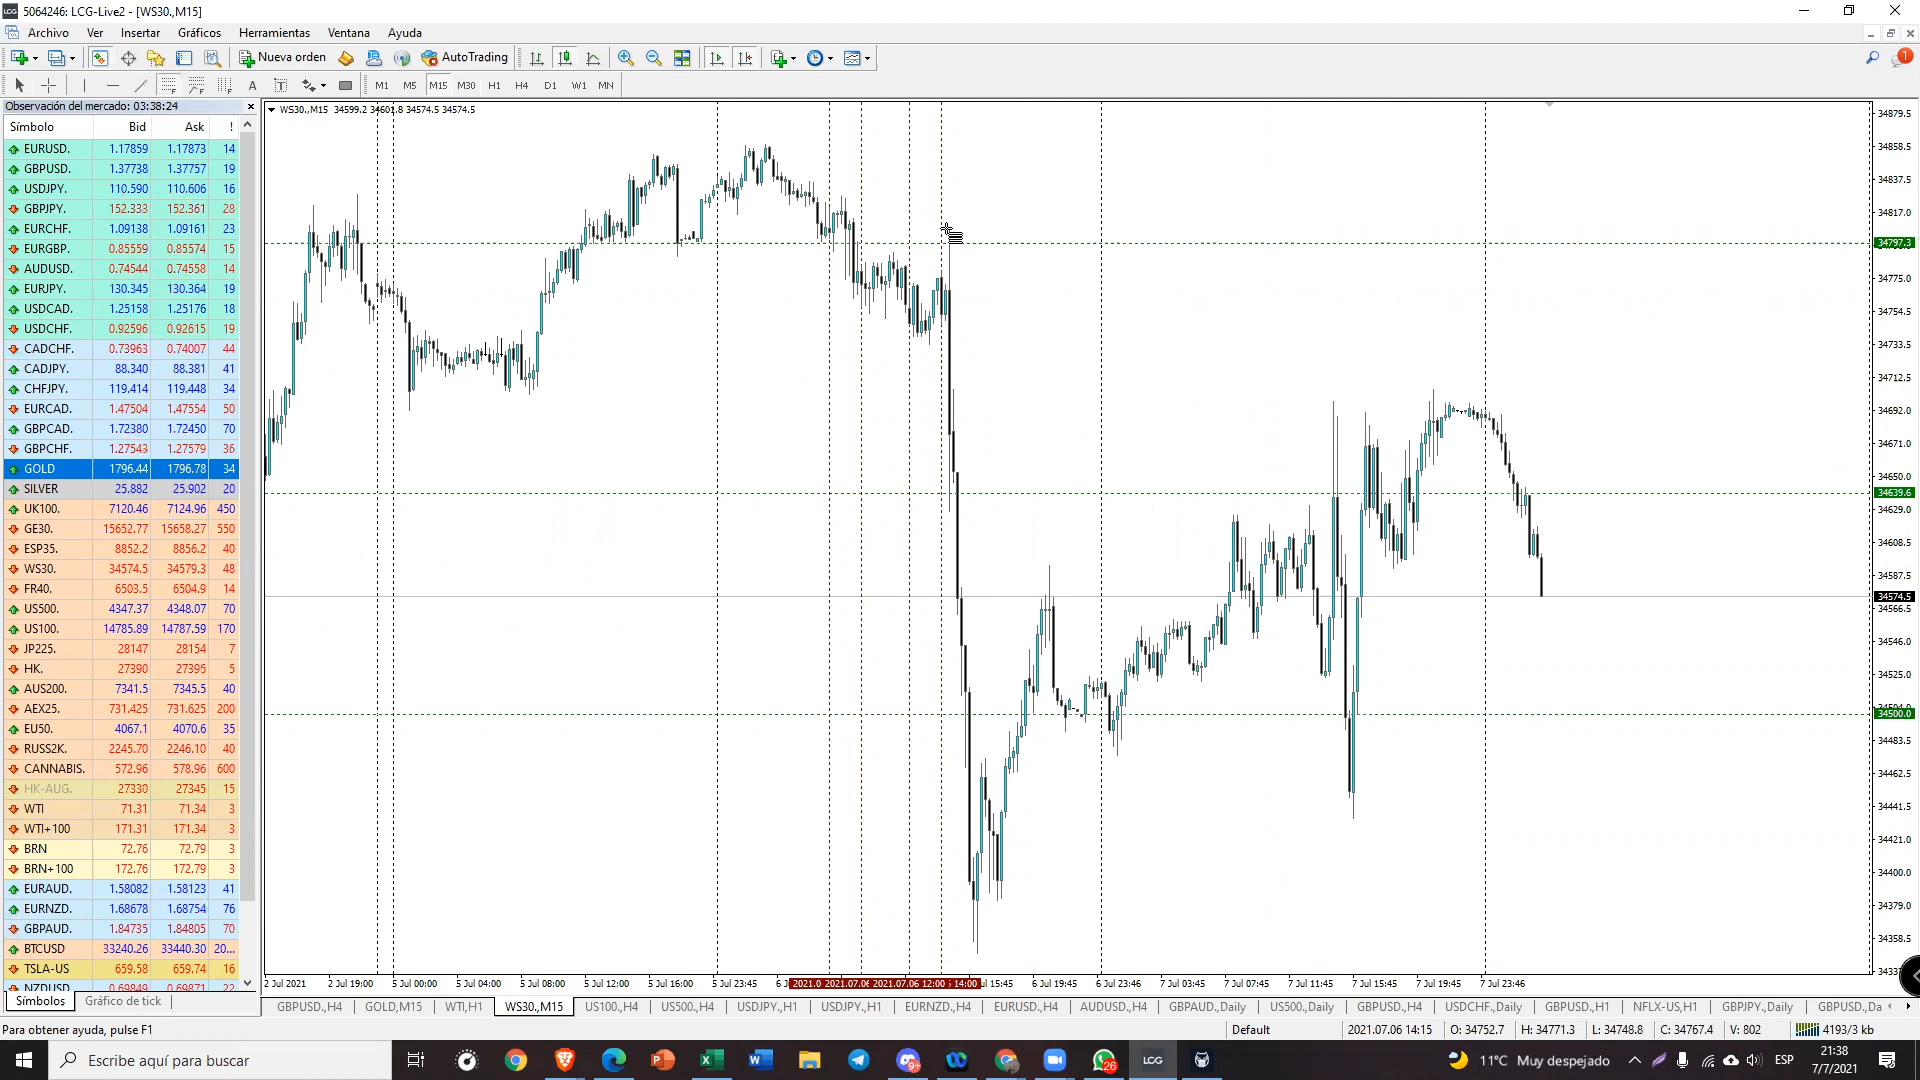 LCG 5064246: LCG-Live2 - [WS30.,M15]
Archivo Ver Insertar Gráficos Herramientas Ventana Ayuda
Nueva orden AutoTrading 1
A T M1 M5 M15 M30 H1 H4 D1 W1 MN
Observación del mercado: 03:38:24
Símbolo Bid Ask !
EURUSD. 1.17859 1.17873 14
GBPUSD. 1.37738 1.37757 19
USDJPY. 110.590 110.606 16
GBPJPY. 152.333 152.361 28
EURCHF. 1.09138 1.09161 23
EURGBP. 0.85559 0.85574 15
AUDUSD. 0.74544 0.74558 14
EURJPY. 130.345 130.364 19
USDCAD. 1.25158 1.25176 18
USDCHF. 0.92596 0.92615 19
CADCHF. 0.73963 0.74007 44
CADJPY. 88.340 88.381 41
CHFJPY. 119.414 119.448 34
EURCAD. 1.47504 1.47554 50
GBPCAD. 1.72380 1.72450 70
GBPCHF. 1.27543 1.27579 36
GOLD 1796.44 1796.78 34
SILVER 25.882 25.902 20
UK100. 7120.46 7124.96 450
GE30. 15652.77 15658.27 550
ESP35. 8852.2 8856.2 40
WS30. 34574.5 34579.3 48
FR40. 6503.5 6504.9 14
US500. 4347.37 4348.07 70
US100. 14785.89 14787.59 170
JP225. 28147 28154 7
HK. 27390 27395 5
AUS200. 7341.5 7345.5 40
AEX25. 731.425 731.625 200
EU50. 4067.1 4070.6 35
RUSS2K. 2245.70 2246.10 40
CANNABIS. 572.96 578.96 600
HK-AUG. 27330 27345 15
WTI 71.31 71.34 3
WTI+100 171.31 171.34 3
BRN 72.76 72.79 3
BRN+100 172.76 172.79 3
EURAUD. 1.58082 1.58123 41
EURNZD. 1.68678 1.68754 76
GBPAUD. 1.84735 1.84805 70
BTCUSD 33240.26 33440.30 20...
TSLA-US 659.58 659.74 16
NZDUSD 0.69849 0.69871 22
Símbolos Gráfico de tick
WS30.,M15 34599.2 34601.8 34574.5 34574.5
34879.5
34858.5
34837.5
34817.0
34797.3
34775.0
34754.5
34733.5
34712.5
34692.0
34671.0
34650.0
34639.6
34629.0
34608.5
34587.5
34574.5
34566.5
34546.0
34525.0
34500.0
34483.5
34462.5
34441.5
34421.0
34400.0
34379.0
34358.5
2 Jul 2021 2 Jul 19:00 5 Jul 00:00 5 Jul 04:00 5 Jul 08:00 5 Jul 12:00 5 Jul 16:00 5 Jul 23:45 2021.0 2021.07.06 2021.07.06 12:00 14:00 15:45 6 Jul 19:45 6 Jul 23:46 7 Jul 03:45 7 Jul 07:45 7 Jul 11:45 7 Jul 15:45 7 Jul 19:45 7 Jul 23:46
GBPUSD.,H4 GOLD,M15 WTI,H1 WS30.,M15 US100.,H4 US500.,H4 USDJPY.,H1 USDJPY.,H1 EURNZD.,H4 EURUSD.,H4 AUDUSD.,H4 GBPAUD.,Daily US500.,Daily GBPUSD.,H4 USDCHF.,Daily GBPUSD.,H1 NFLX-US,H1 GBPJPY.,Daily GBPUSD.,Da
Para obtener ayuda, pulse F1 Default 2021.07.06 14:15 O: 34752.7 H: 34771.3 L: 34748.8 C: 34767.4 V: 802 4193/3 kb
Escribe aquí para buscar 9+ 26 LCG 11°C Muy despejado ESP 21:38
7/7/2021